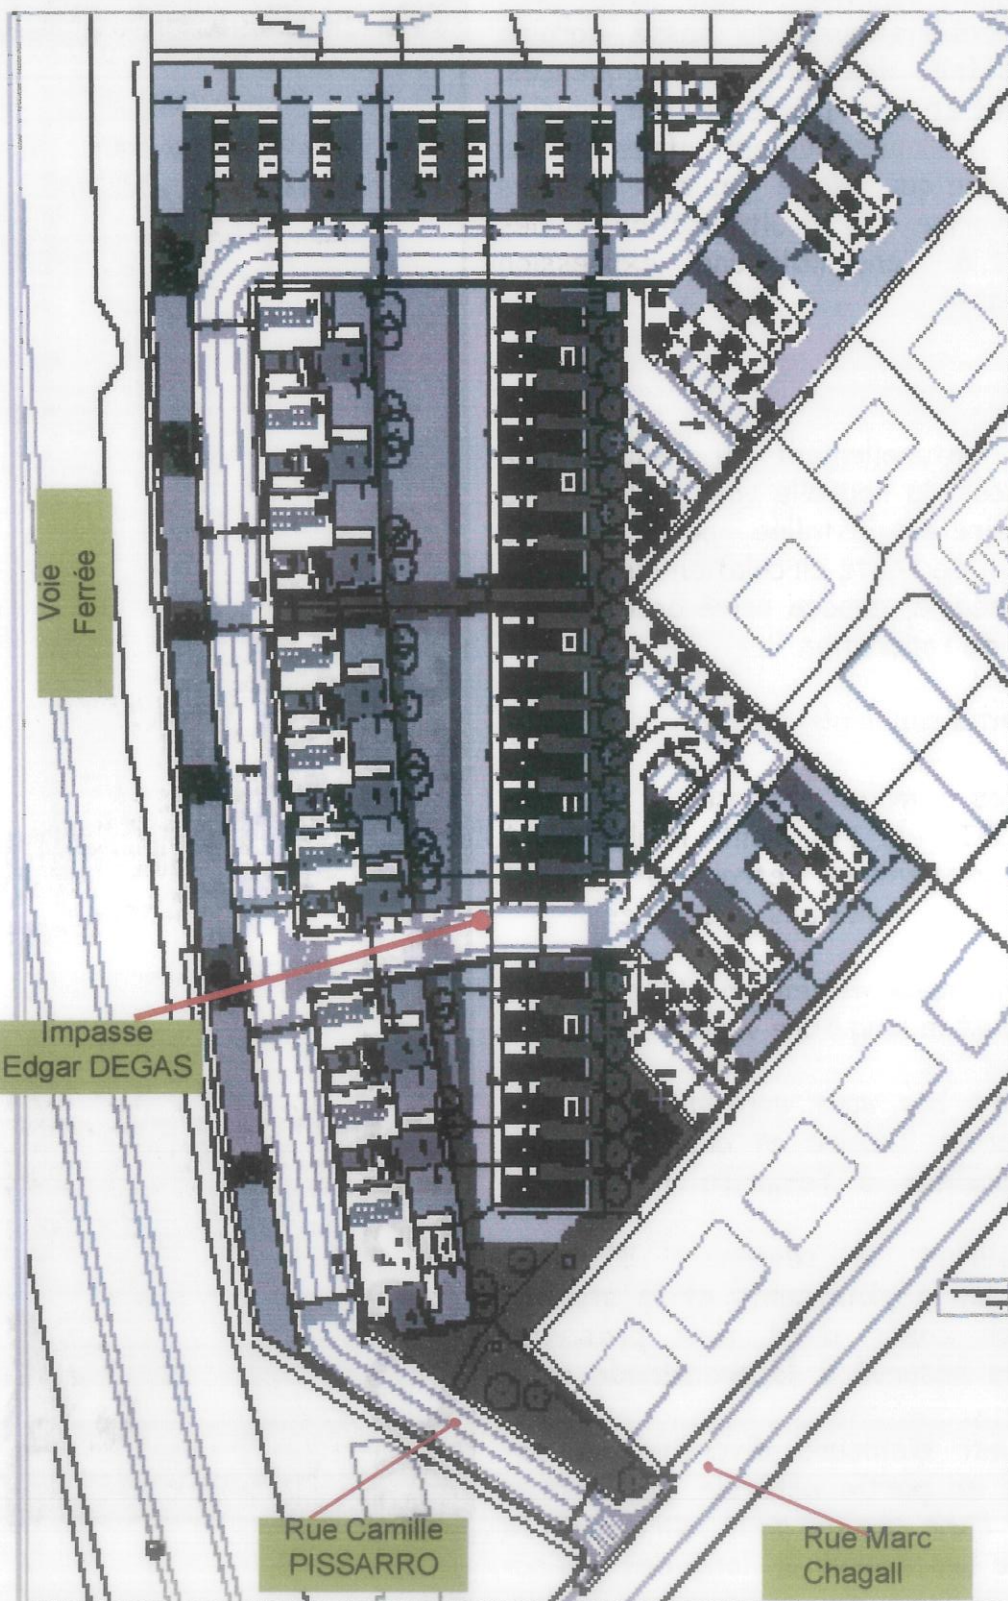 Voie
Ferrée
Impasse
Edgar DEGAS
Rue Camille
PISSARRO
Rue Marc
Chagall